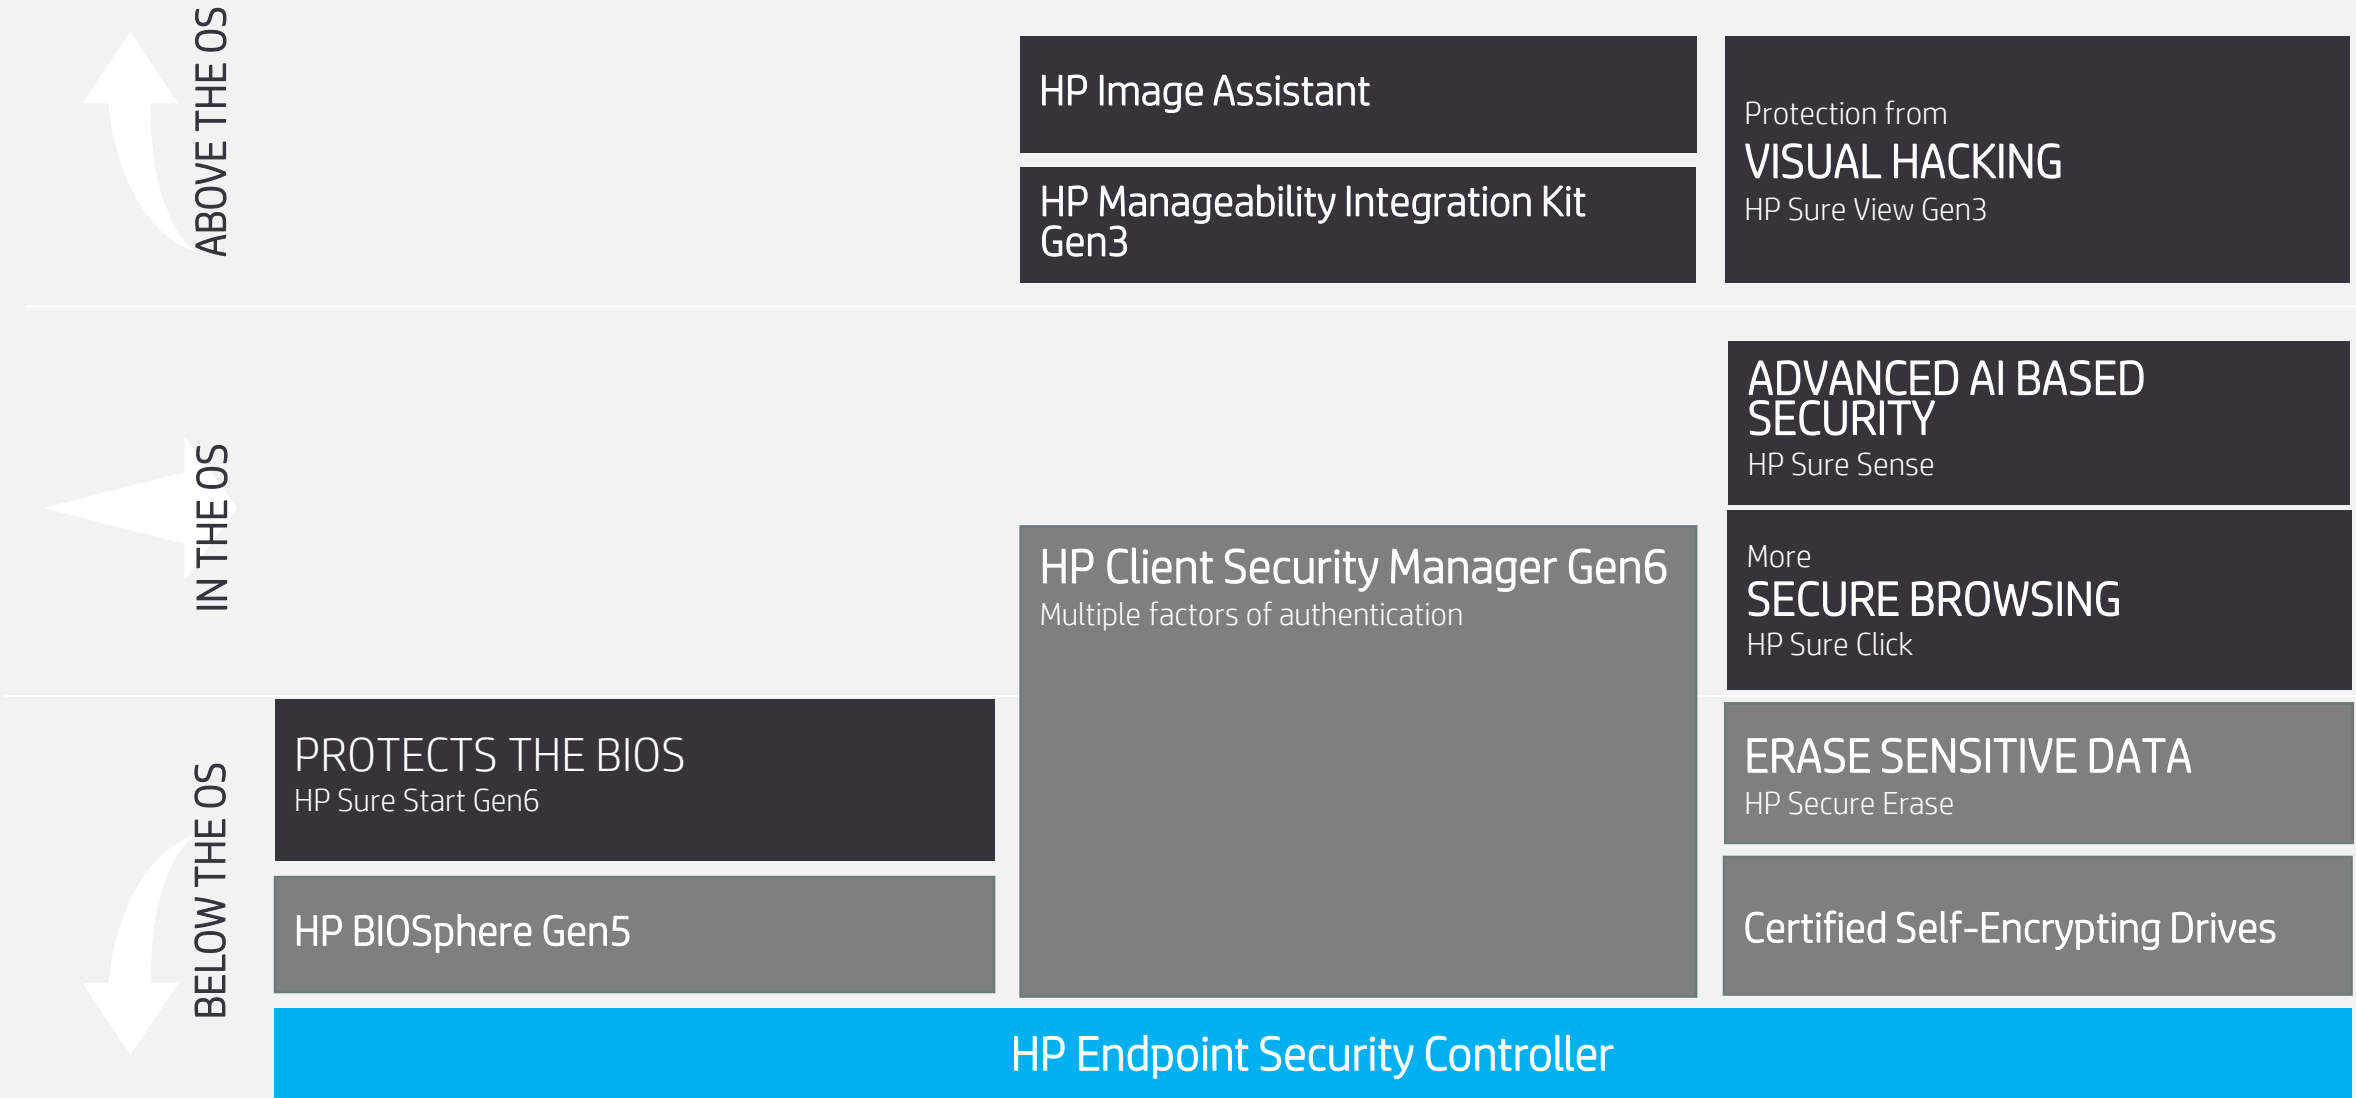 ABOVE THE OS
HP Image Assistant
HP Manageability Integration Kit
Gen3
Protection from
VISUAL HACKING
HP Sure View Gen3
IN THE OS
ADVANCED AI BASED
SECURITY
HP Sure Sense
HP Client Security Manager Gen6
Multiple factors of authentication
More
SECURE BROWSING
HP Sure Click
BELOW THE OS
PROTECTS THE BIOS
HP Sure Start Gen6
HP BIOSphere Gen5
ERASE SENSITIVE DATA
HP Secure Erase
Certified Self-Encrypting Drives
HP Endpoint Security Controller